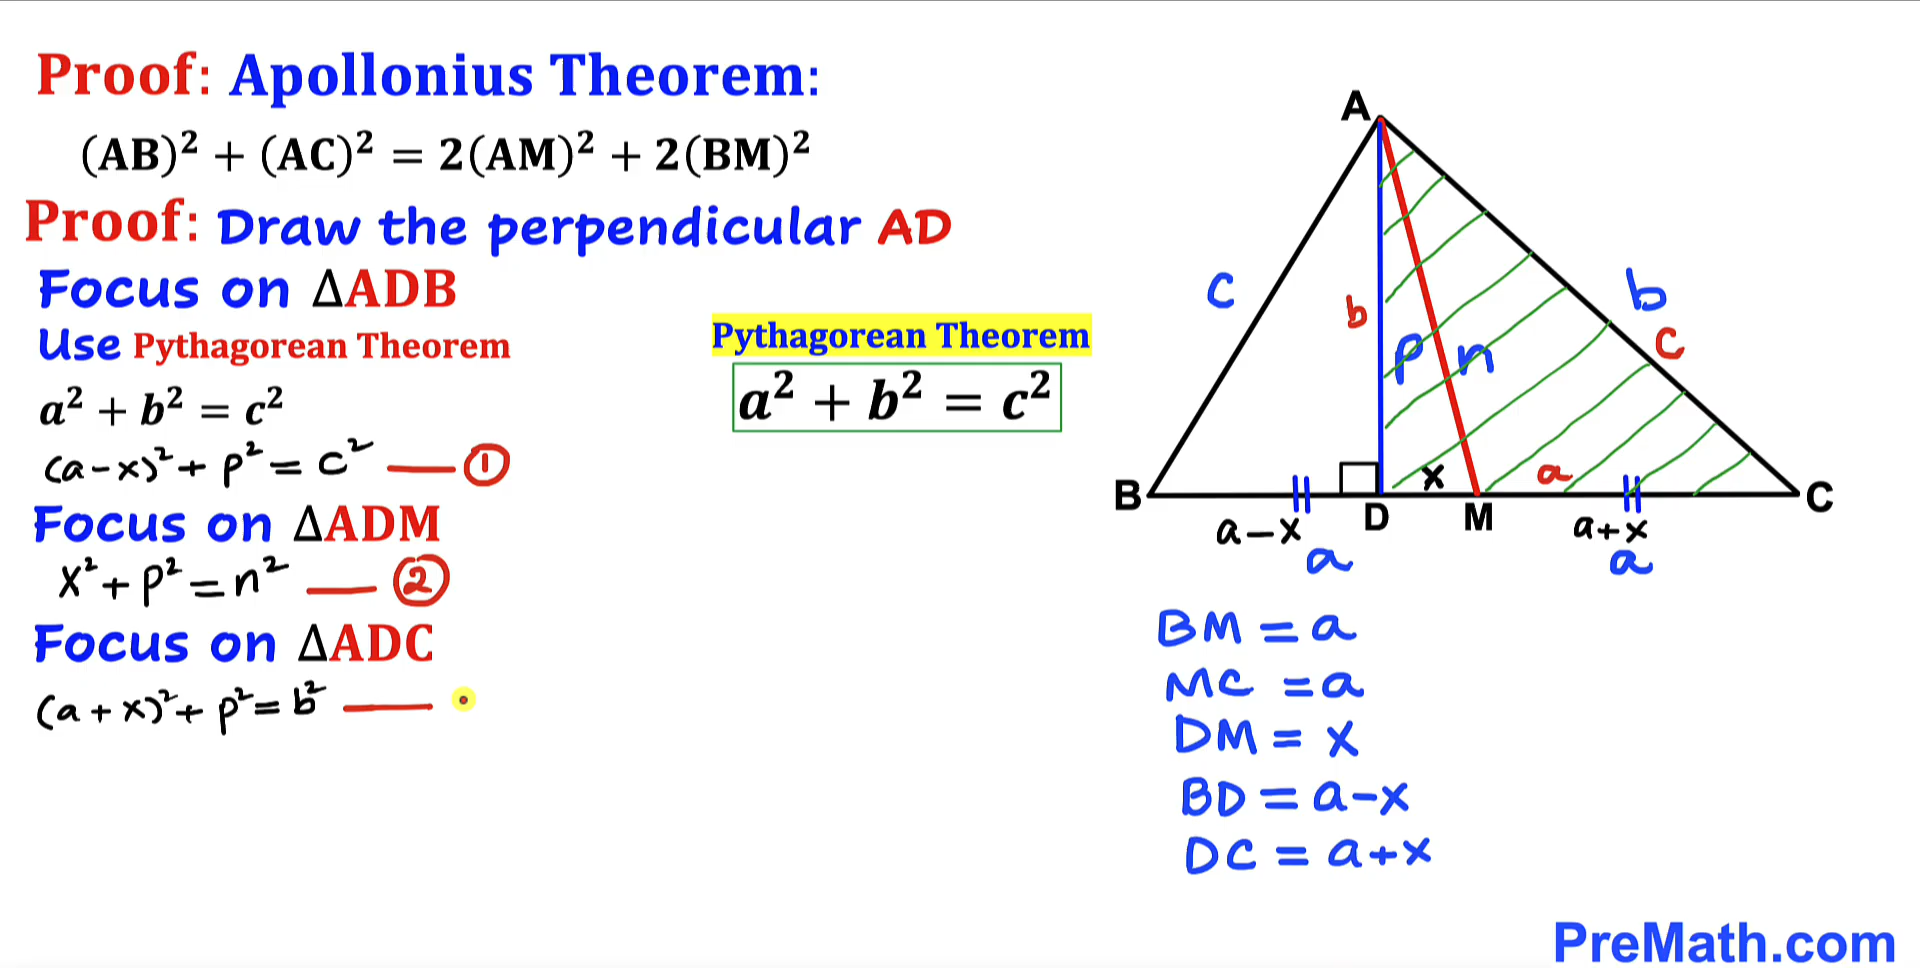 Proof: Apollonius Theorem:
(AB)² + (AC)² = 2(AM)² + 2(BM)²
Proof: Draw the perpendicular AD
Focus on ΔADB
Use Pythagorean Theorem
a² + b² = c²
(a-x)² + p² = c² — ①
Focus on ΔADM
x² + p² = n² — ②
Focus on ΔADC
(a + x)² + p² = b² —
Pythagorean Theorem
a² + b² = c²
A
c
b
p
n
b
c
B
x
a
C
D
M
a-x
a+x
a
a
BM = a
MC = a
DM = x
BD = a-x
DC = a+x
PreMath.com